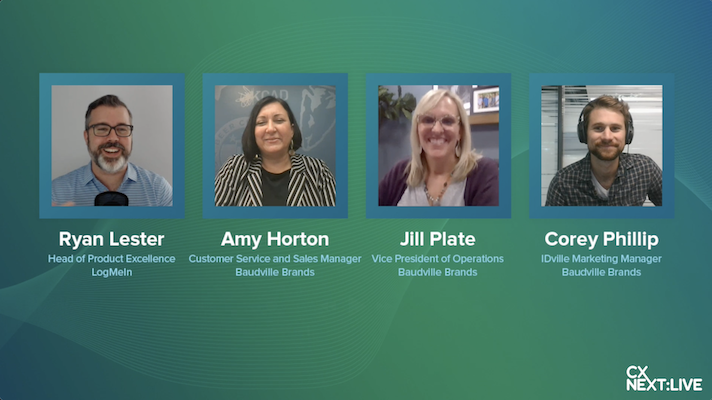 Ryan Lester
Head of Product Excellence
LogMeIn
Amy Horton
Customer Service and Sales Manager
Baudville Brands
Jill Plate
Vice President of Operations
Baudville Brands
Corey Phillip
IDville Marketing Manager
Baudville Brands
KCAD
CX
NEXT:LIVE